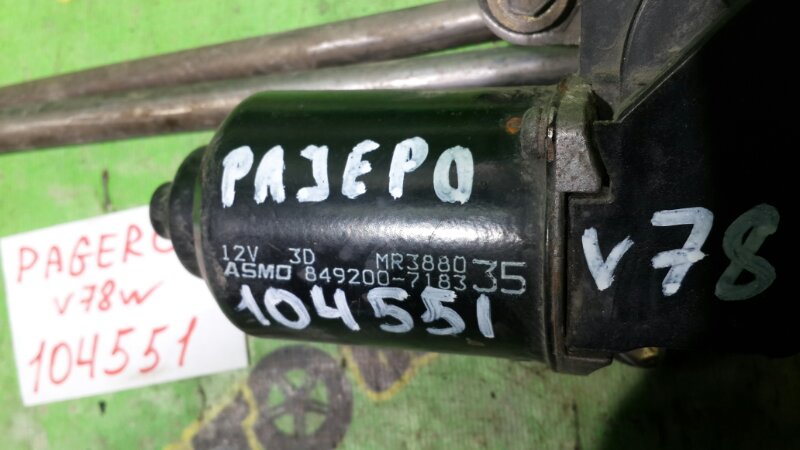 PAJEPO
12V 3D MR3880
ASMO 849200-7183 35
104551
V78
PAGERO
V78W
104551